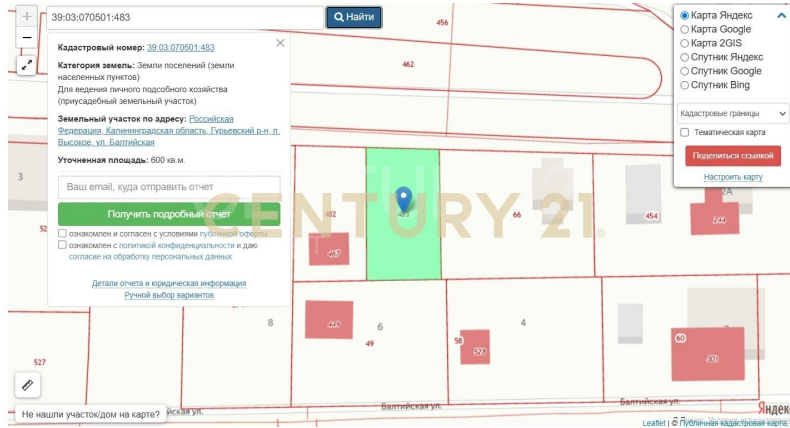 39:03:070501:483
Найти
Кадастровый номер: 39:03:070501:483
Категория земель: Земли поселений (земли
населенных пунктов)
Для ведения личного подсобного хозяйства
(приусадебный земельный участок)
Земельный участок по адресу: Российская
Федерация, Калининградская область, Гурьевский р-н, п.
Высокое, ул. Балтийская
Уточненная площадь: 600 кв.м.
Ваш email, куда отправить отчет
Получить подробный отчет
ознакомлен и согласен с условиями публичной оферты
ознакомлен с политикой конфиденциальности и даю
согласие на обработку персональных данных
Детали отчета и юридическая информация
Ручной выбор вариантов
Карта Яндекс
Карта Google
Карта 2GIS
Спутник Яндекс
Спутник Google
Спутник Bing
Кадастровые границы
Тематическая карта
Поделиться ссылкой
Настроить карту
456
462
3
52
482
483
66
454
2А
244
467
CENTURY 21
8
449
6
49
4
58
528
60
301
527
Балтийская ул.
Балтийская ул.
Не нашли участок/дом на карте?
йская ул.
Яндек
Leaflet | © Публичная кадастровая карта,